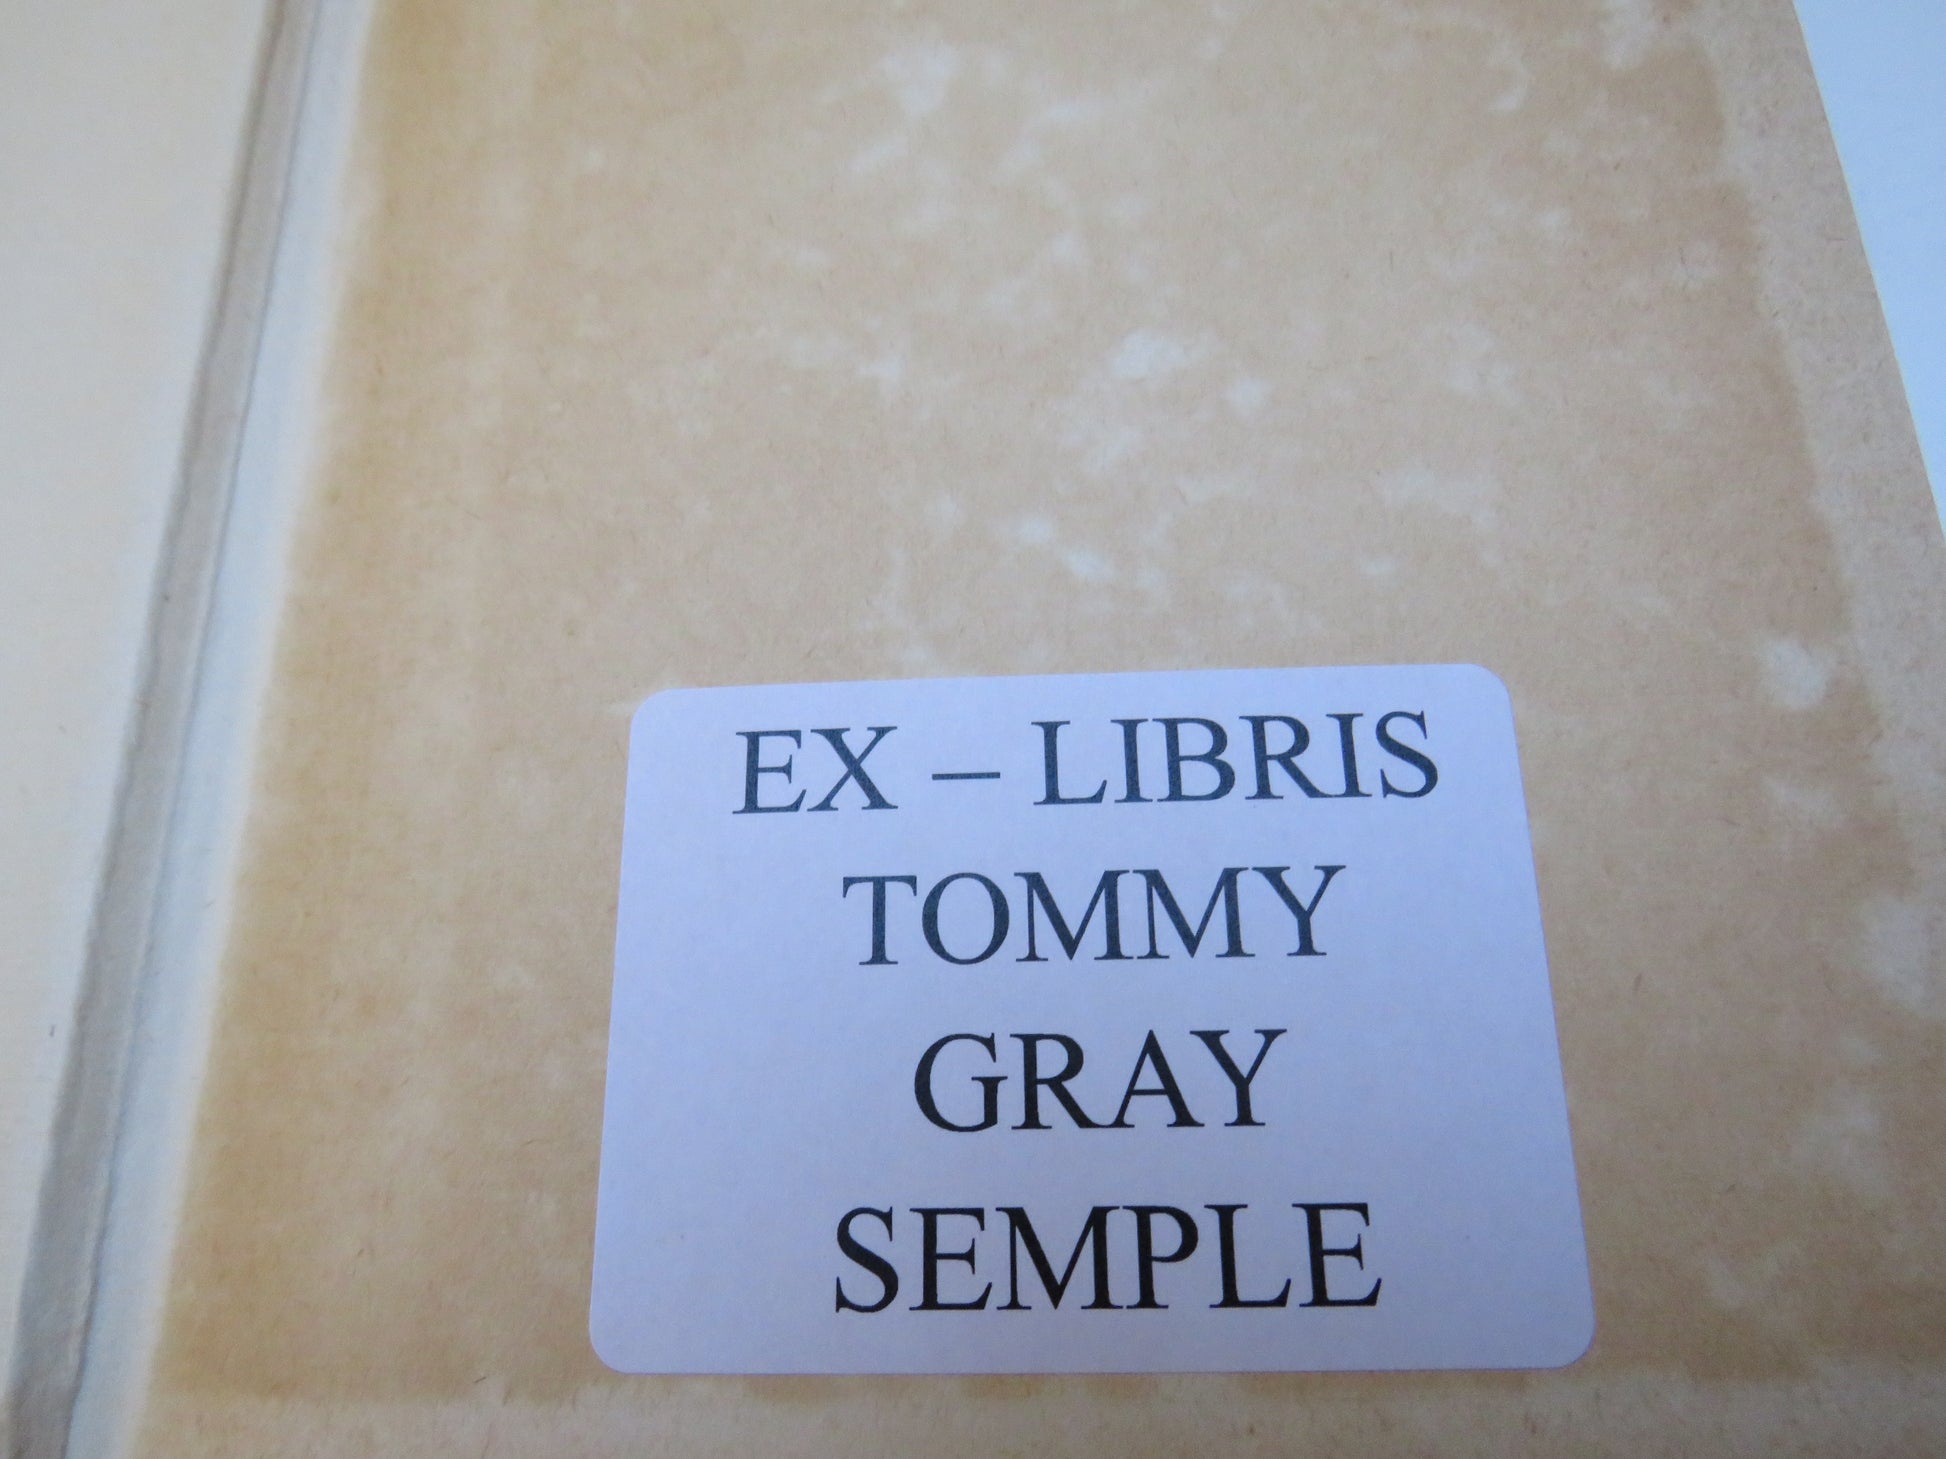 EX – LIBRIS
TOMMY
GRAY
SEMPLE